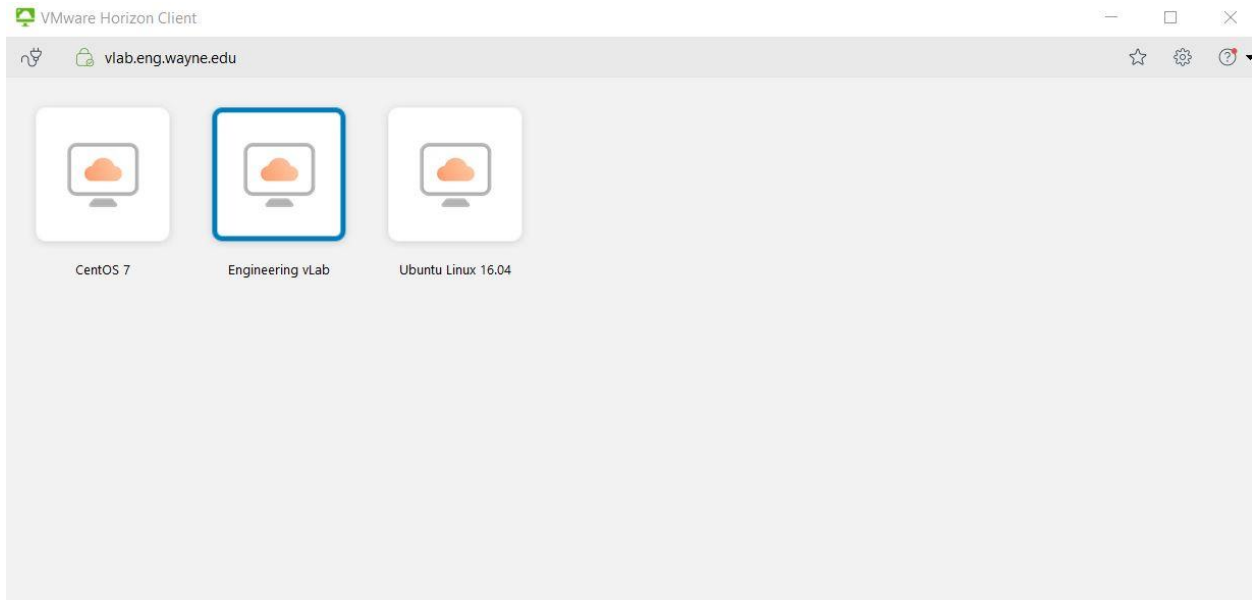 VMware Horizon Client
vlab.eng.wayne.edu
CentOS 7
Engineering vLab
Ubuntu Linux 16.04